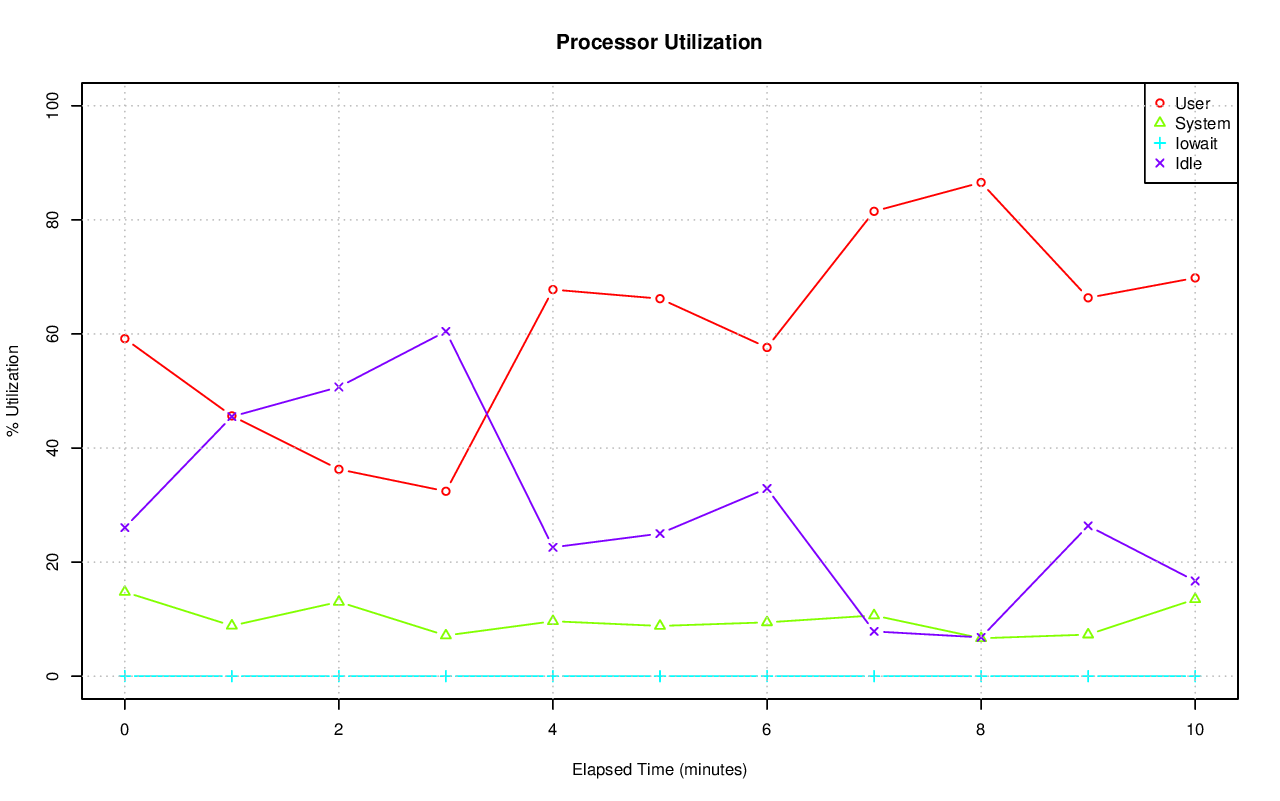 Processor Utilization
% Utilization
100
80
60
40
20
0
User
System
Iowait
Idle
0 2 4 6 8 10
Elapsed Time (minutes)